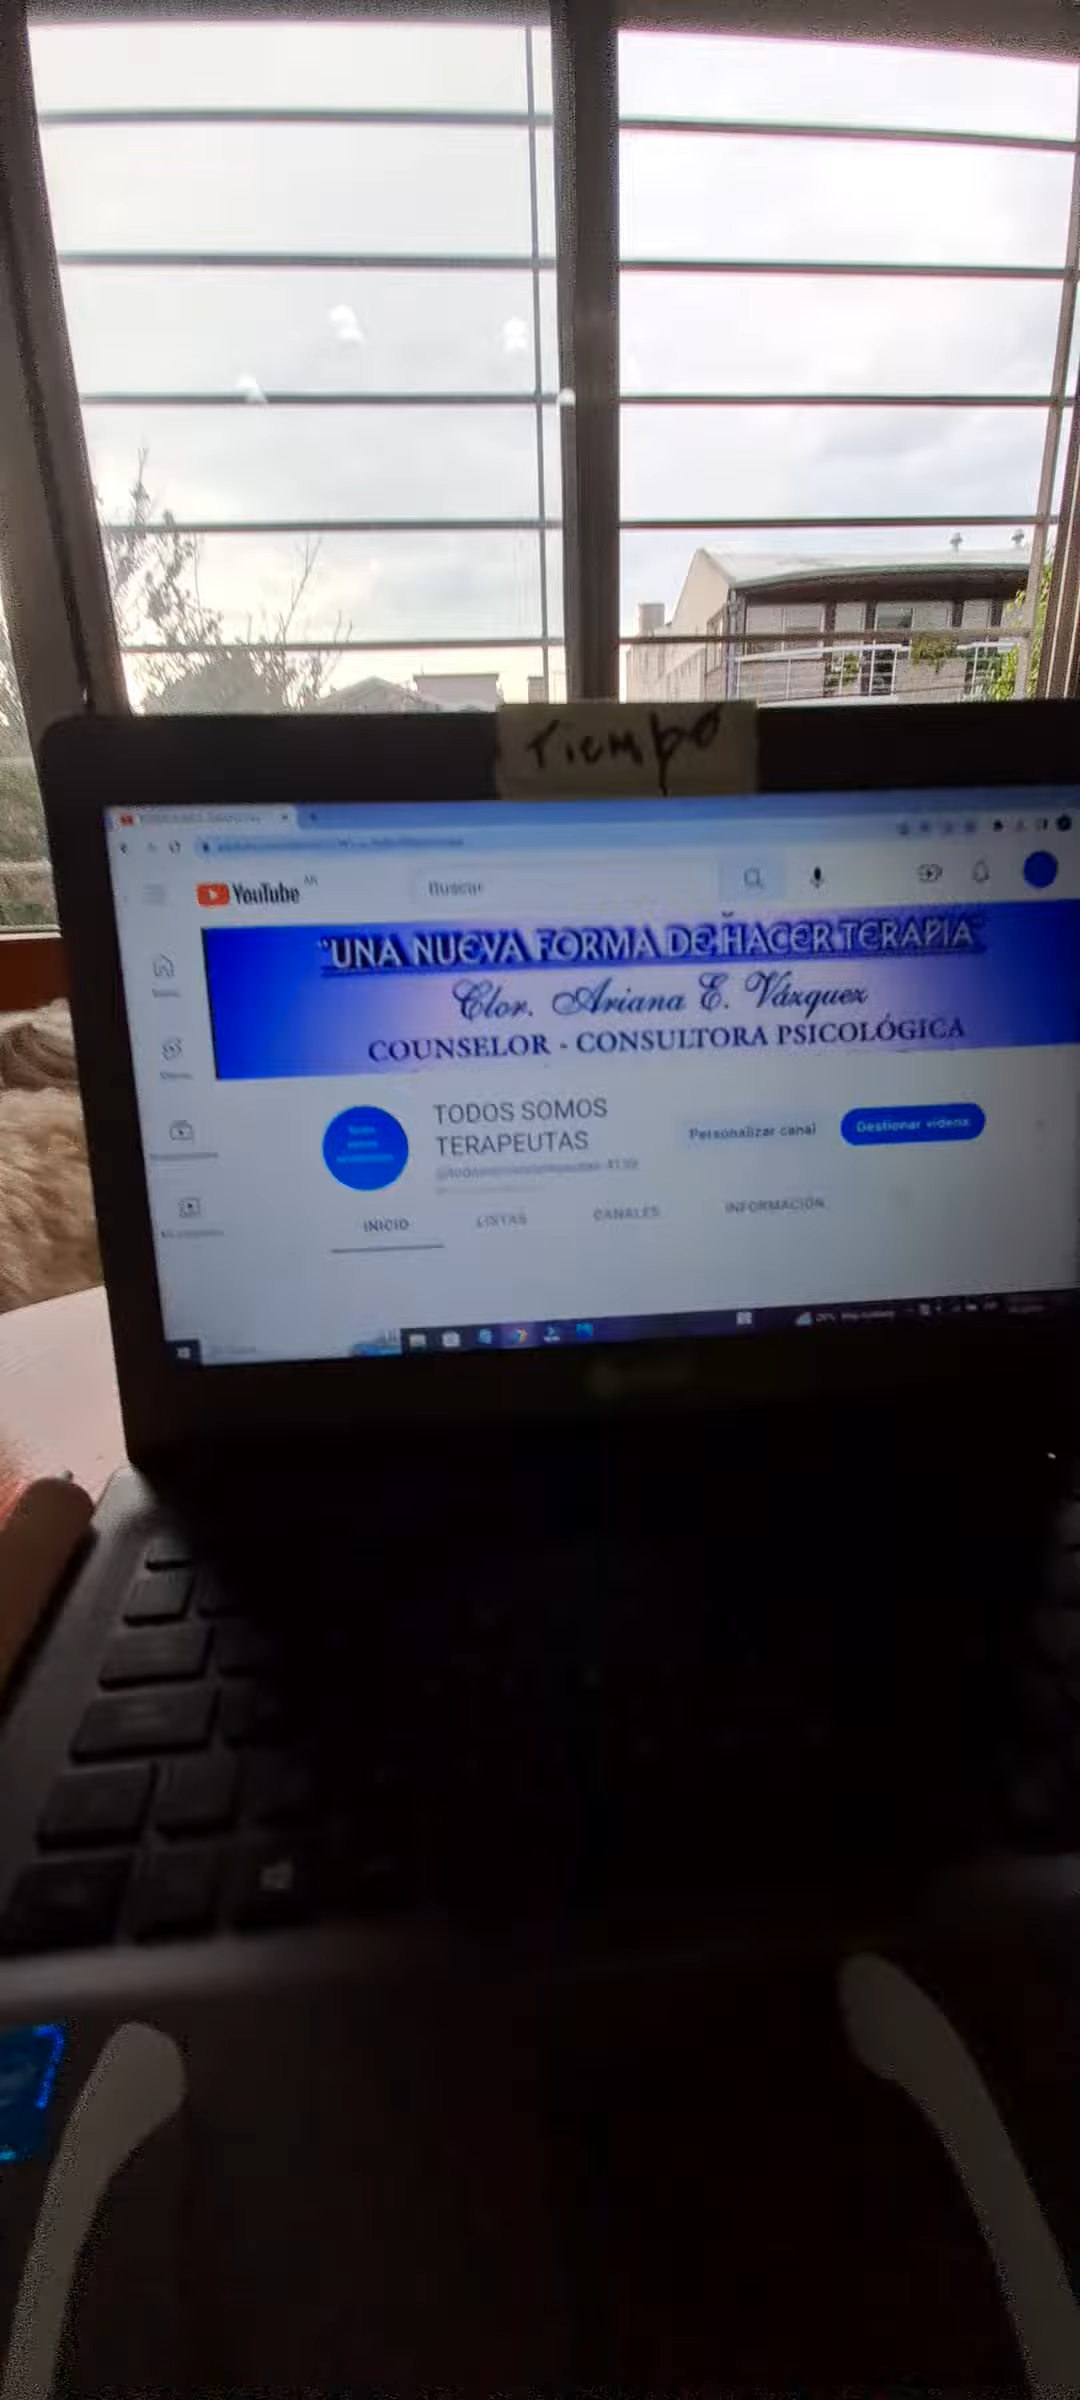 Tiempo
YouTube AR
Buscar
"UNA NUEVA FORMA DE HACER TERAPIA"
Clor. Ariana E. Vázquez
COUNSELOR - CONSULTORA PSICOLÓGICA
TODOS SOMOS
TERAPEUTAS
Personalizar canal
Gestionar videos
INICIO
LISTAS
CANALES
INFORMACIÓN